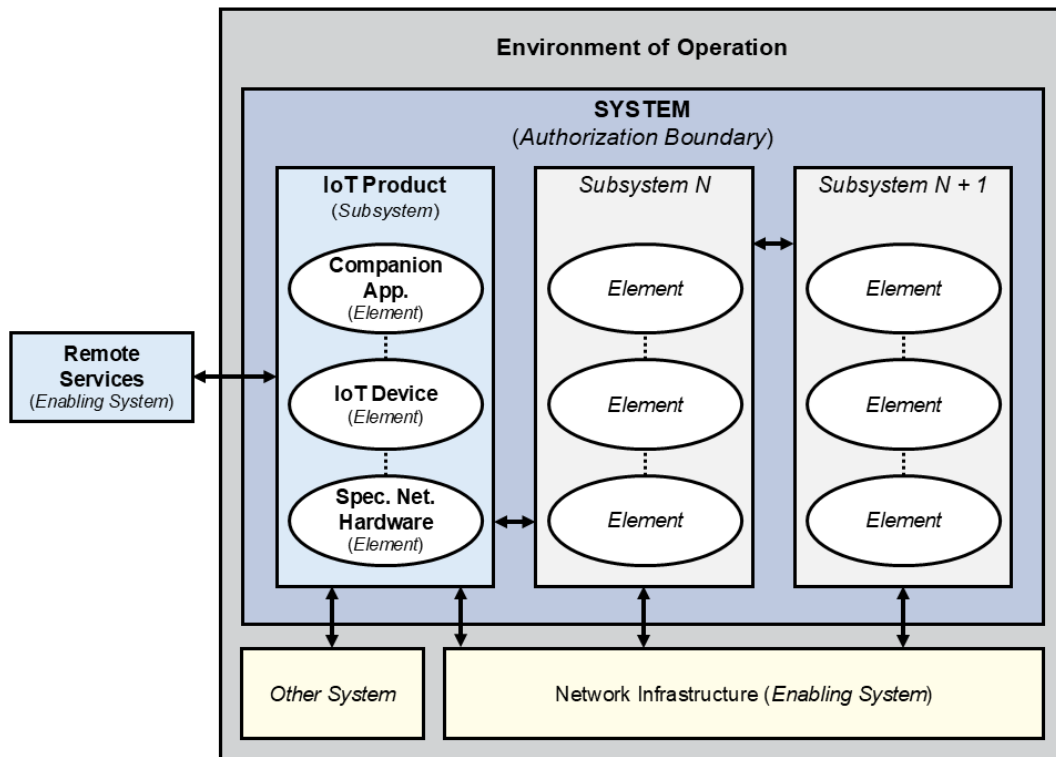 Environment of Operation
SYSTEM
(Authorization Boundary)
IoT Product
(Subsystem)
Companion
App.
(Element)
IoT Device
(Element)
Spec. Net.
Hardware
(Element)
Subsystem N
Element
Element
Element
Subsystem N + 1
Element
Element
Element
Remote
Services
(Enabling System)
Other System
Network Infrastructure (Enabling System)